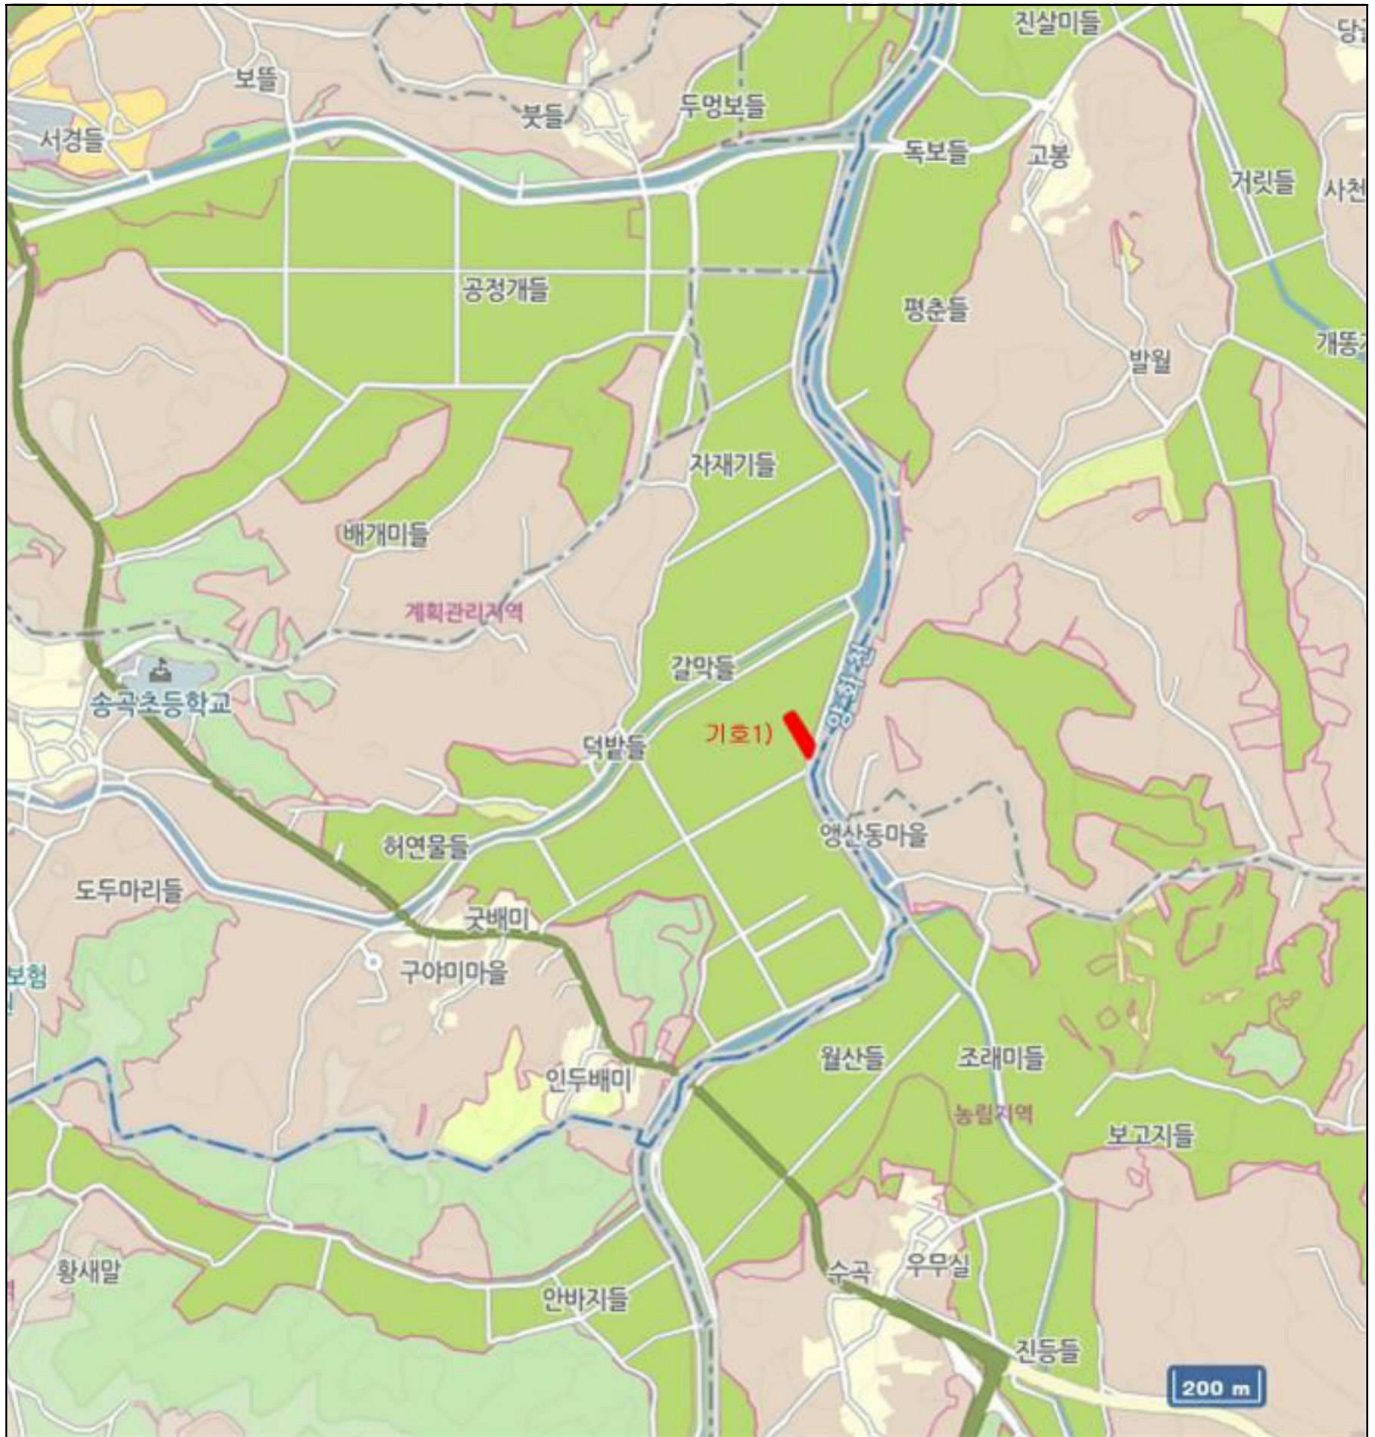 진살미들
보뜰
붓들
두멍보들
서경들
독보들
고봉
거릿들
사천
공정개들
평춘들
발월
자재기들
배개미들
계획관리지역
갈막들
송곡초등학교
기호1)
양화천
덕밭들
앵산동마을
허연물들
도두마리들
굿배미
구야미마을
보험
월산들
조래미들
인두배미
농림지역
보고지들
황새말
수곡
우무실
안바지들
진등들
200 m